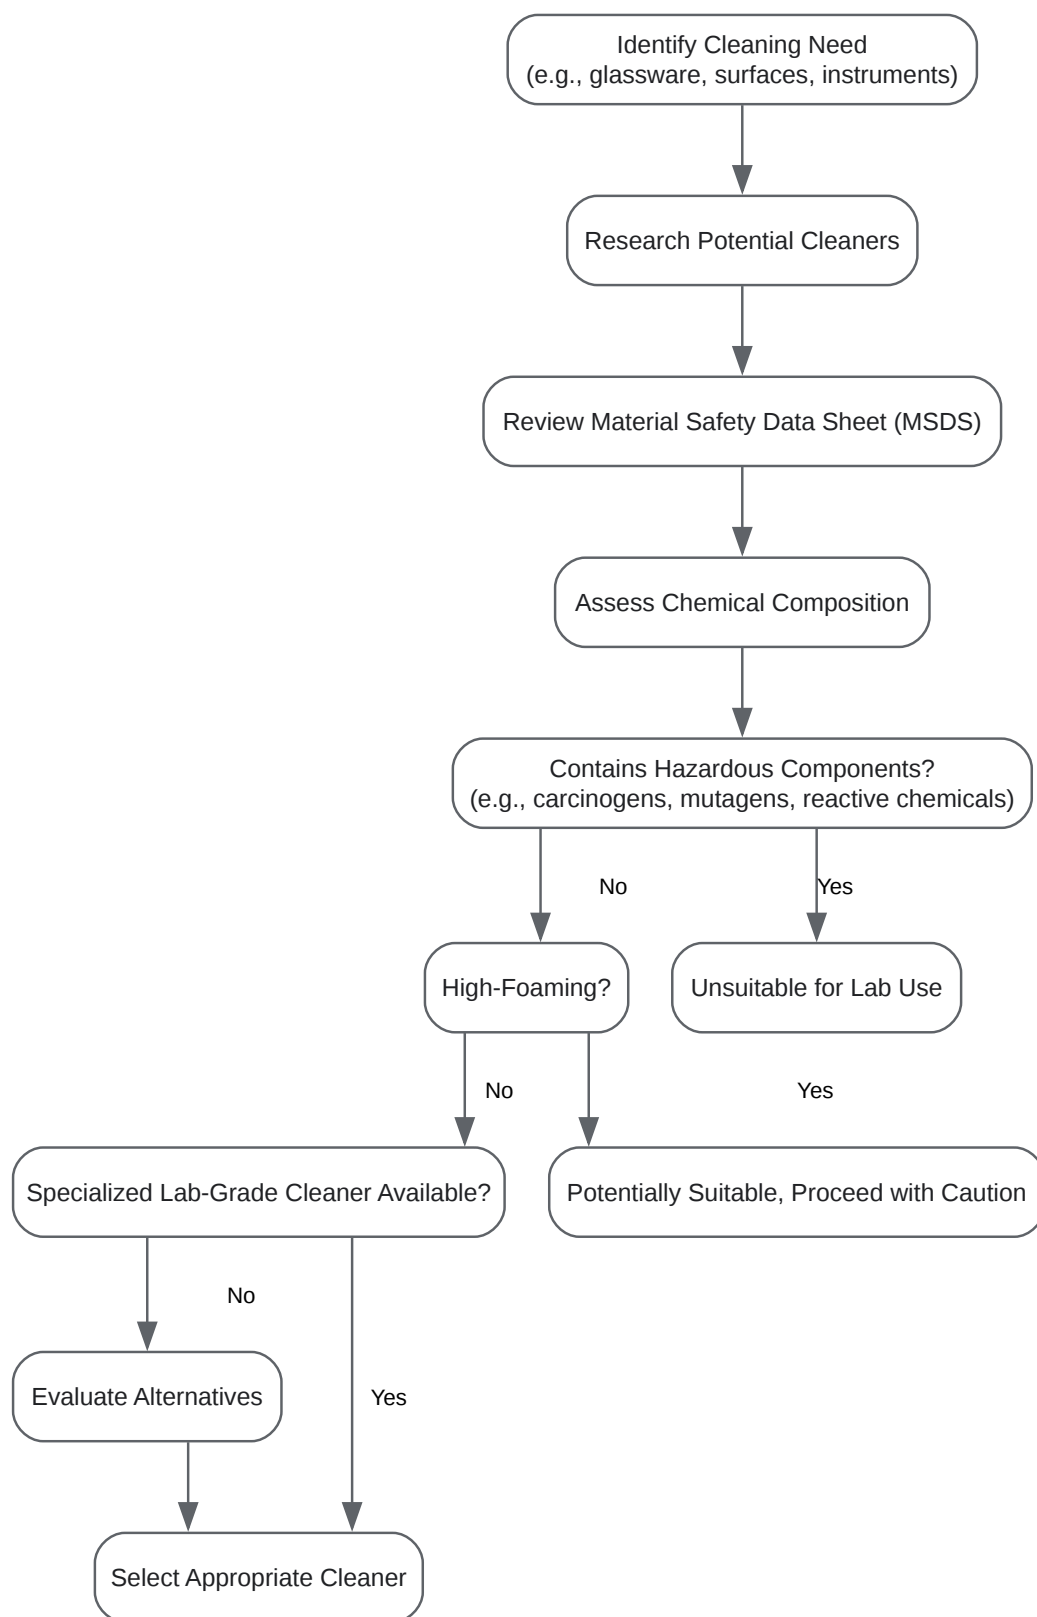 Identify Cleaning Need
(e.g., glassware, surfaces, instruments)
Research Potential Cleaners
Review Material Safety Data Sheet (MSDS)
Assess Chemical Composition
Contains Hazardous Components?
(e.g., carcinogens, mutagens, reactive chemicals)
No
Yes
High-Foaming?
Unsuitable for Lab Use
No
Yes
Specialized Lab-Grade Cleaner Available?
Potentially Suitable, Proceed with Caution
No
Evaluate Alternatives
Yes
Select Appropriate Cleaner